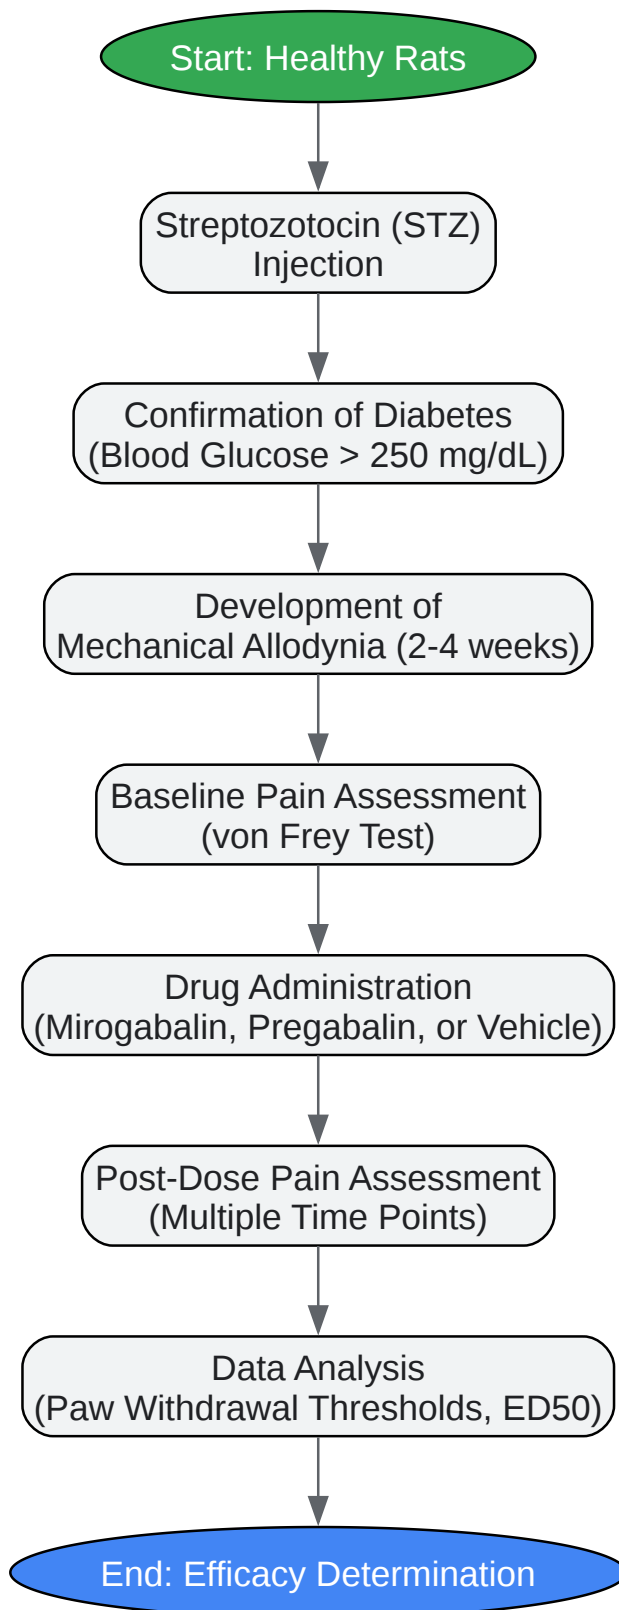 Start: Healthy Rats
Streptozotocin (STZ)
Injection
Confirmation of Diabetes
(Blood Glucose > 250 mg/dL)
Development of
Mechanical Allodynia (2-4 weeks)
Baseline Pain Assessment
(von Frey Test)
Drug Administration
(Mirogabalin, Pregabalin, or Vehicle)
Post-Dose Pain Assessment
(Multiple Time Points)
Data Analysis
(Paw Withdrawal Thresholds, ED50)
End: Efficacy Determination